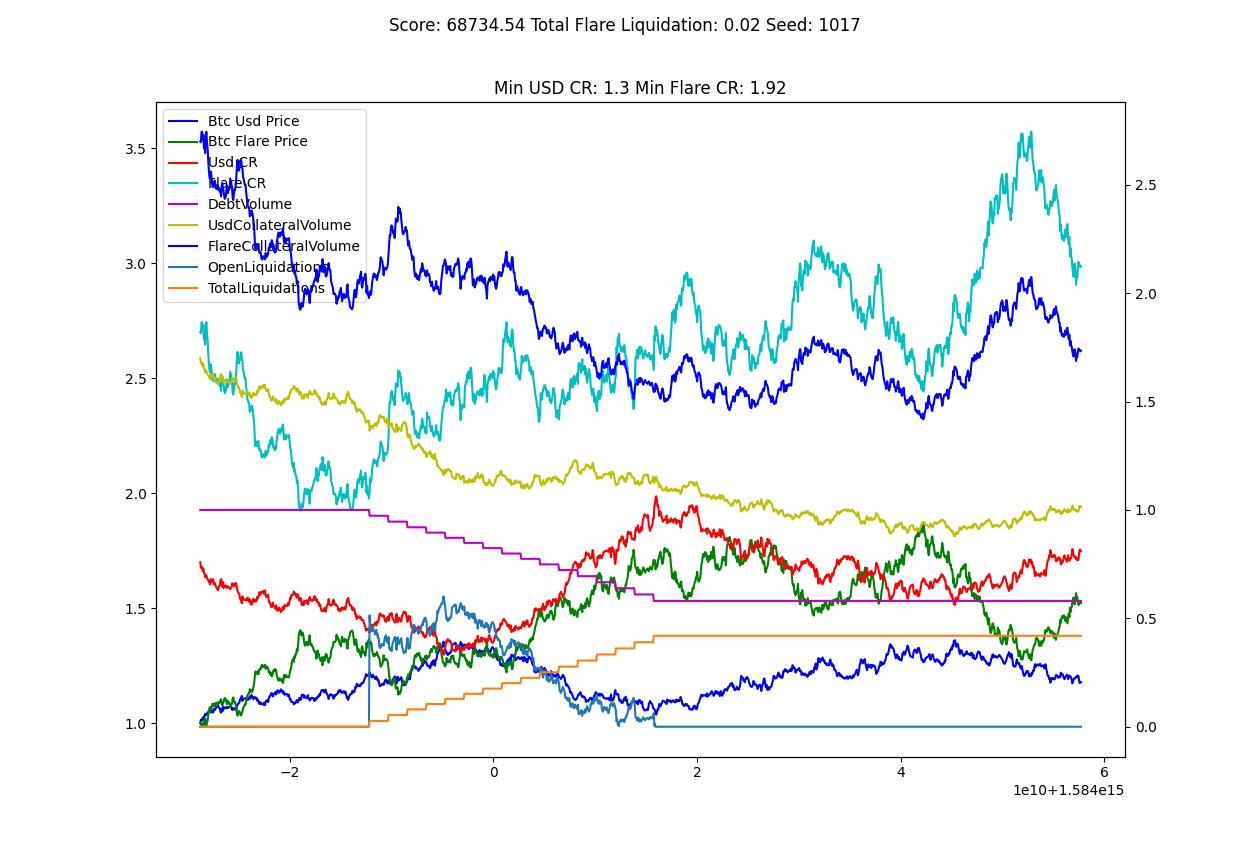 Score: 68734.54 Total Flare Liquidation: 0.02 Seed: 1017
Min USD CR: 1.3 Min Flare CR: 1.92
Btc Usd Price
Btc Flare Price
Usd CR
Flare CR
DebtVolume
UsdCollateralVolume
FlareCollateralVolume
OpenLiquidations
TotalLiquidations
3.5
3.0
2.5
2.0
1.5
1.0
2.5
2.0
1.5
1.0
0.5
0.0
−2
0
2
4
6
1e10+1.584e15